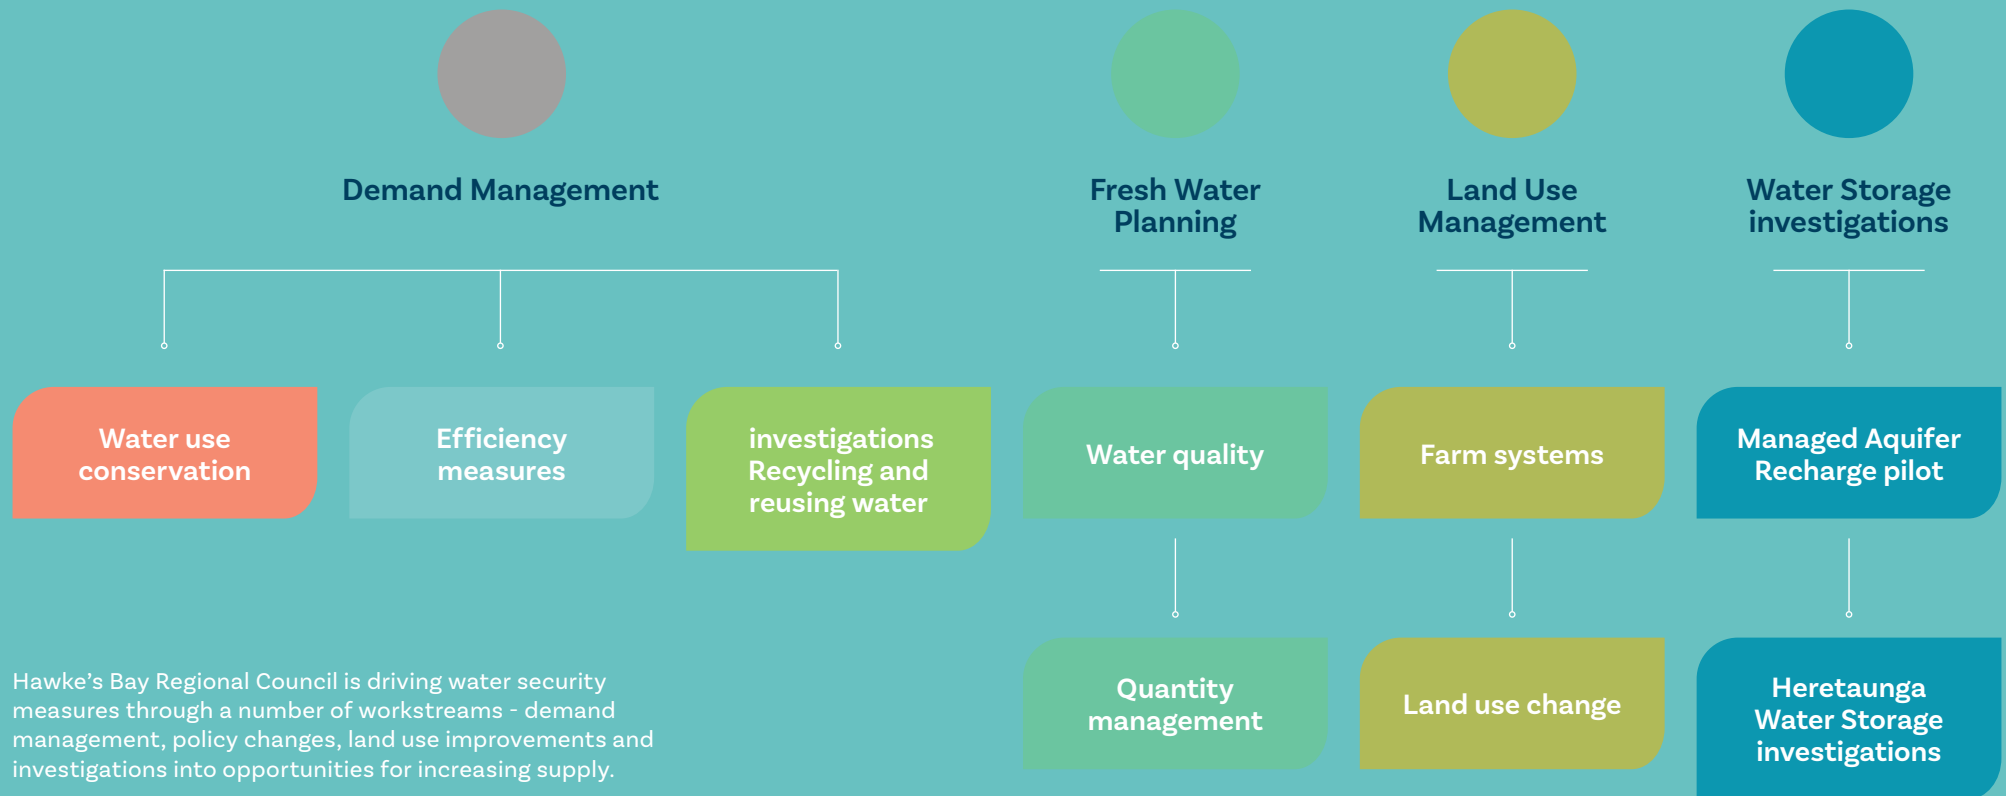 Demand Management
Fresh Water
Planning
Land Use
Management
Water Storage
investigations
Water use
conservation
Efficiency
measures
investigations
Recycling and
reusing water
Water quality
Farm systems
Managed Aquifer
Recharge pilot
Quantity
management
Land use change
Heretaunga
Water Storage
investigations
Hawke’s Bay Regional Council is driving water security
measures through a number of workstreams - demand
management, policy changes, land use improvements and
investigations into opportunities for increasing supply.